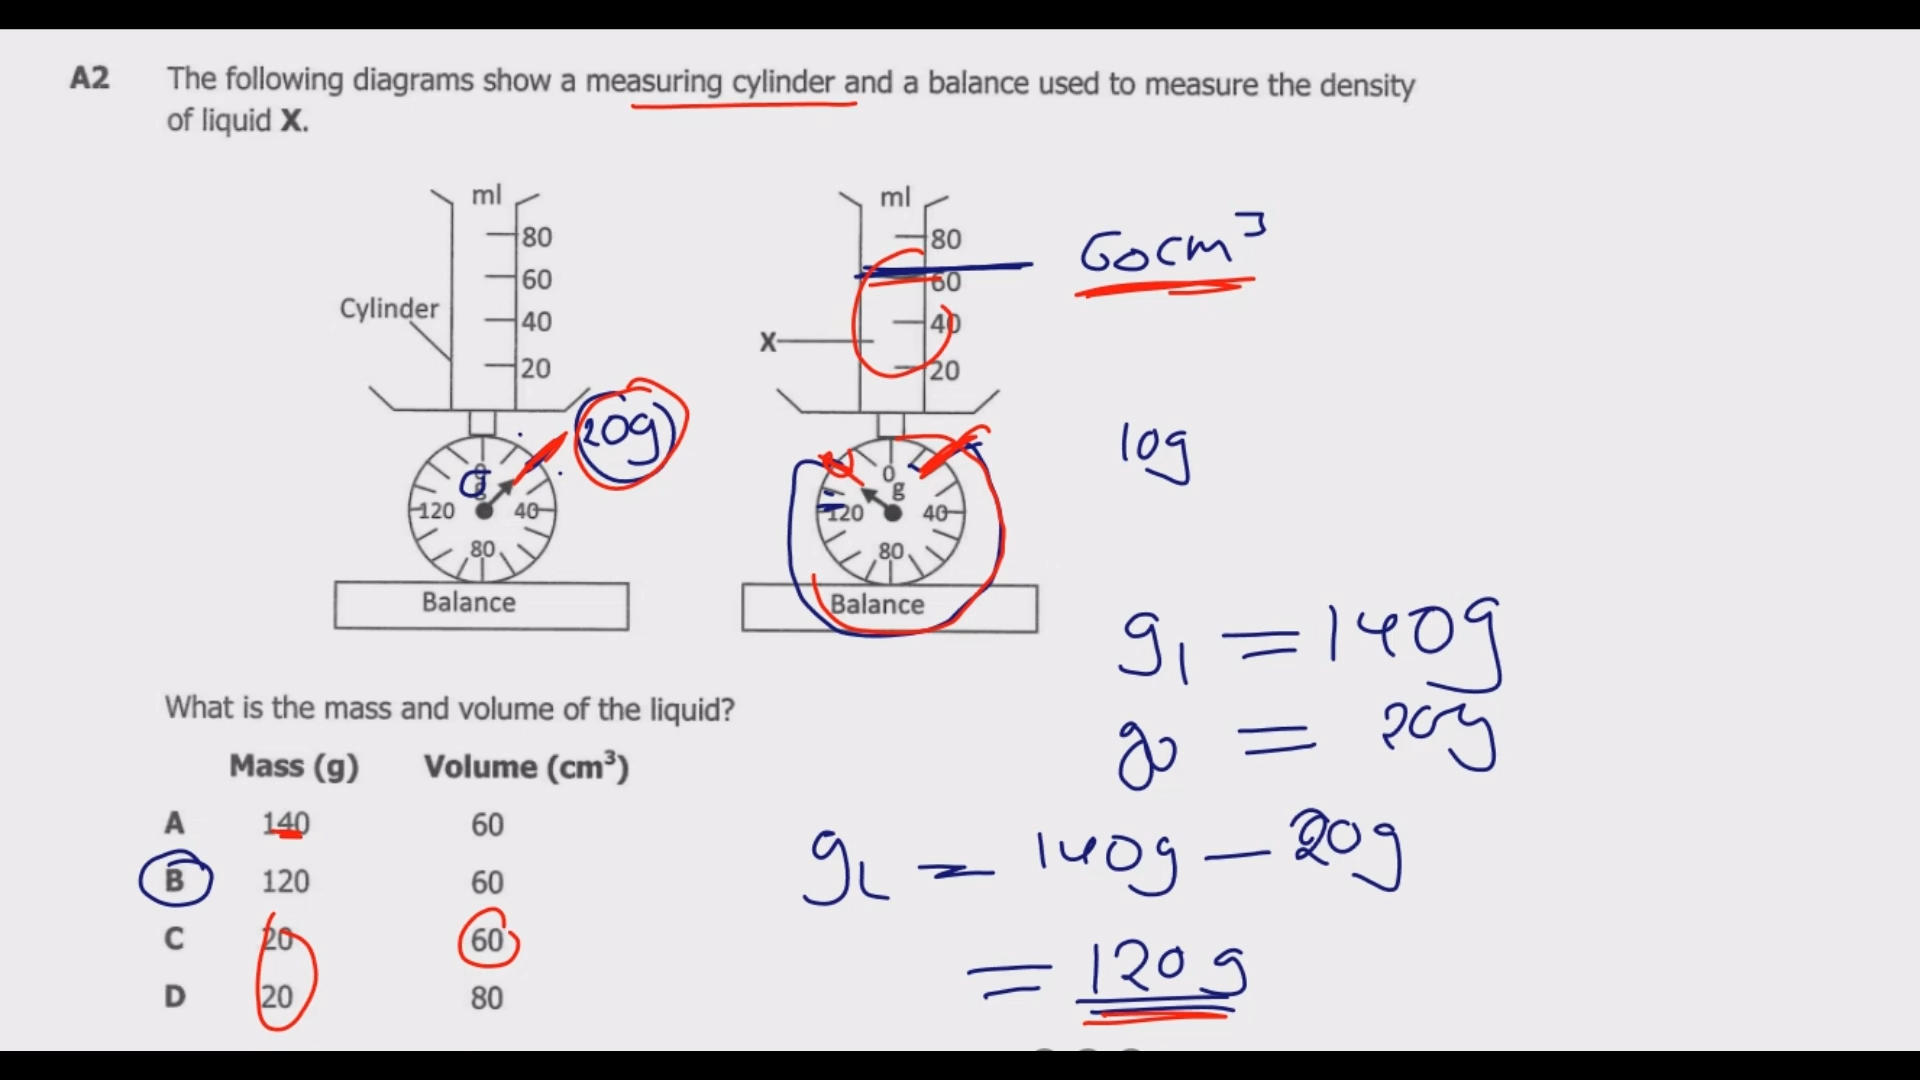 A2 The following diagrams show a measuring cylinder and a balance used to measure the density
of liquid X.
ml
80
60
40
20
Cylinder
20g
0
g
120
40
80
Balance
ml
80
60
40
20
X
60cm³
10g
0
g
120
40
80
Balance
g1 = 140g
g0 = 20g
gL = 140g - 20g
= 120g
What is the mass and volume of the liquid?
Mass (g) Volume (cm³)
A 140 60
B 120 60
C 20 60
D 20 80